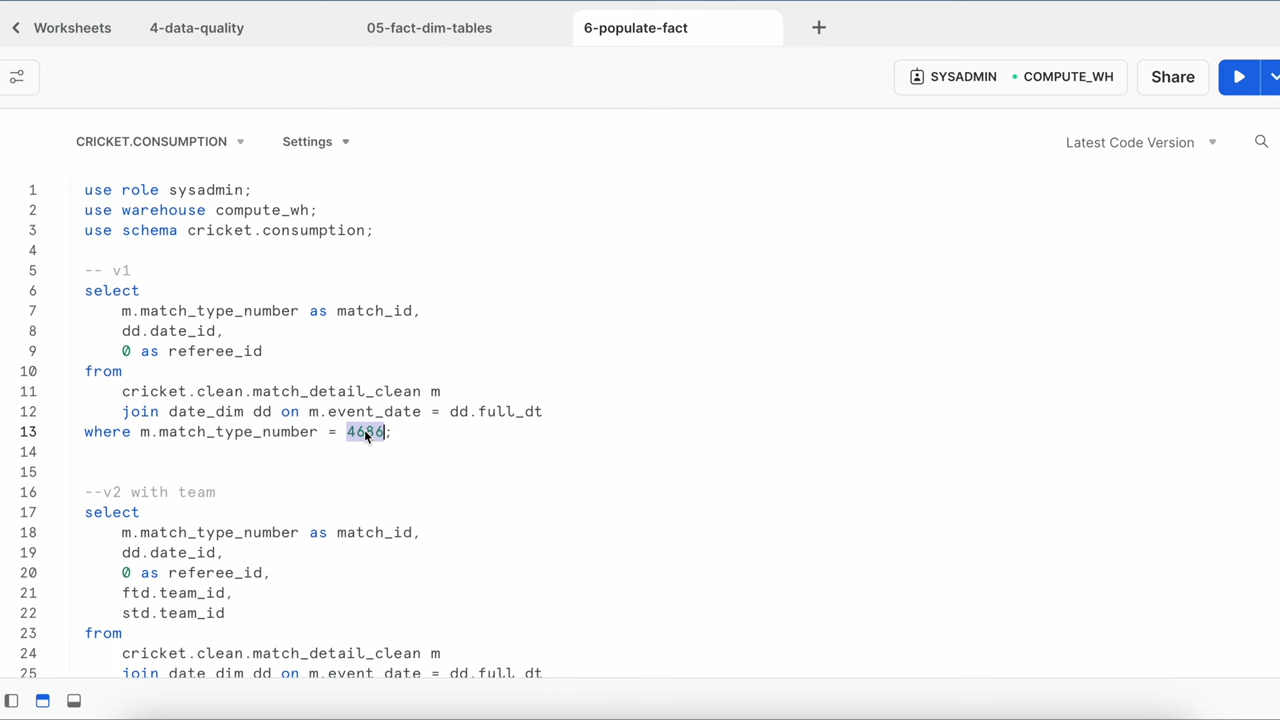 Worksheets 4-data-quality 05-fact-dim-tables 6-populate-fact +
SYSADMIN COMPUTE_WH Share
CRICKET.CONSUMPTION Settings Latest Code Version
1 use role sysadmin;
2 use warehouse compute_wh;
3 use schema cricket.consumption;
4
5 -- v1
6 select
7 m.match_type_number as match_id,
8 dd.date_id,
9 0 as referee_id
10 from
11 cricket.clean.match_detail_clean m
12 join date_dim dd on m.event_date = dd.full_dt
13 where m.match_type_number = 4686;
14
15
16 --v2 with team
17 select
18 m.match_type_number as match_id,
19 dd.date_id,
20 0 as referee_id,
21 ftd.team_id,
22 std.team_id
23 from
24 cricket.clean.match_detail_clean m
25 join date_dim dd on m.event_date = dd.full_dt